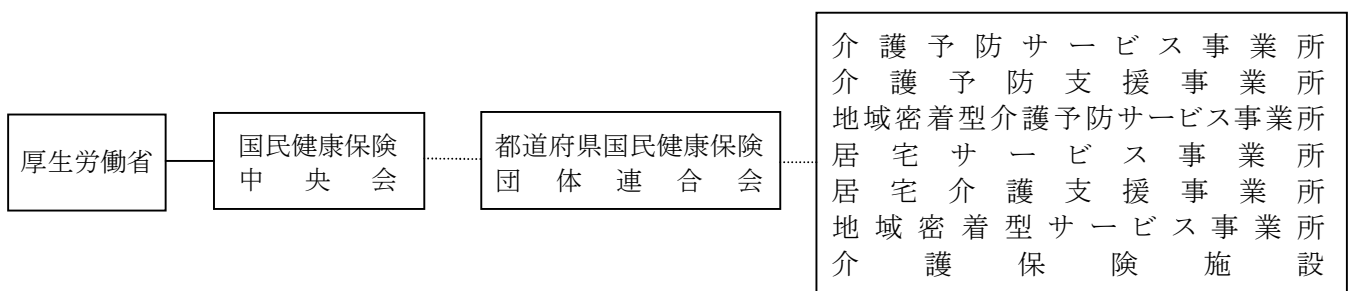 厚生労働省
国民健康保険
中央会
都道府県国民健康保険
団体連合会
介護予防サービス事業所
介護予防支援事業所
地域密着型介護予防サービス事業所
居宅サービス事業所
居宅介護支援事業所
地域密着型サービス事業所
介護保険施設